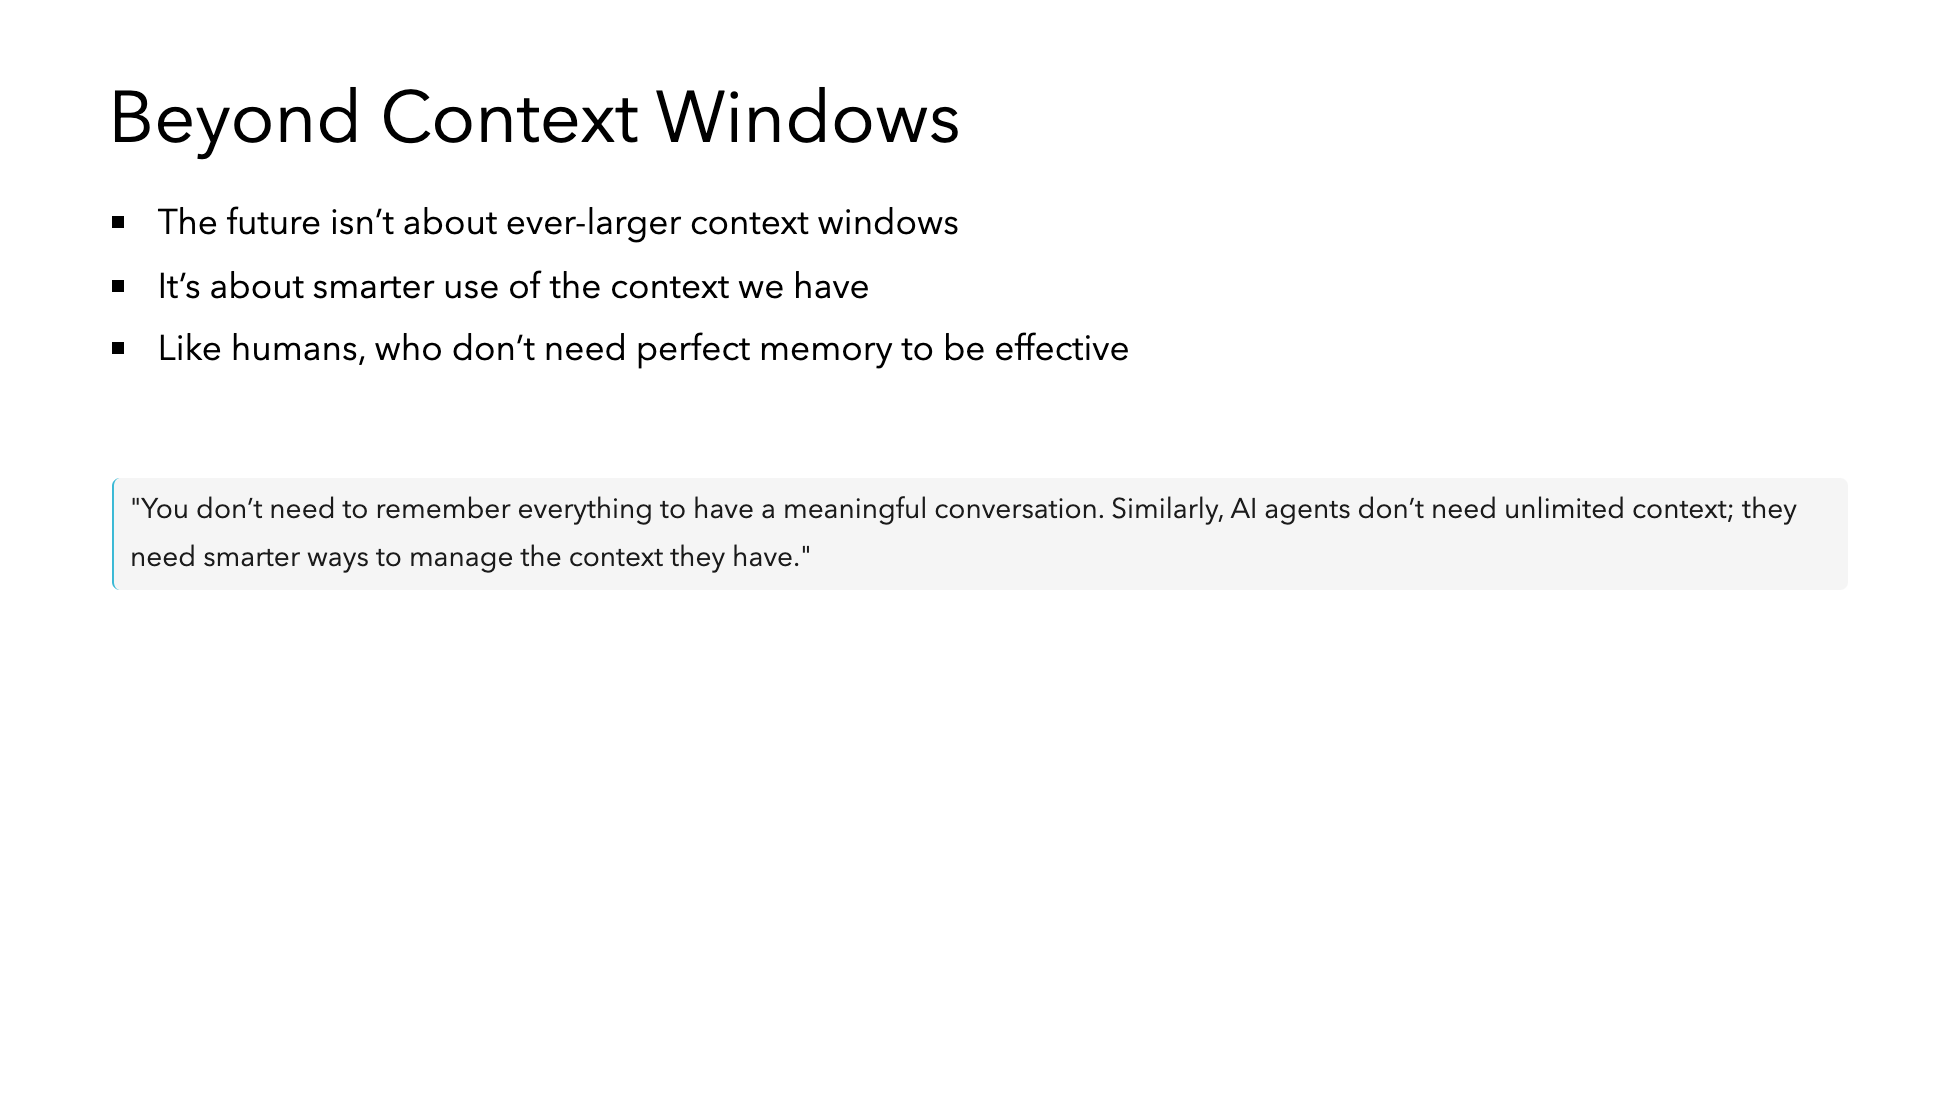 Beyond Context Windows
▪ The future isn’t about ever-larger context windows
▪ It’s about smarter use of the context we have
▪ Like humans, who don’t need perfect memory to be effective
"You don’t need to remember everything to have a meaningful conversation. Similarly, AI agents don’t need unlimited context; they
need smarter ways to manage the context they have."